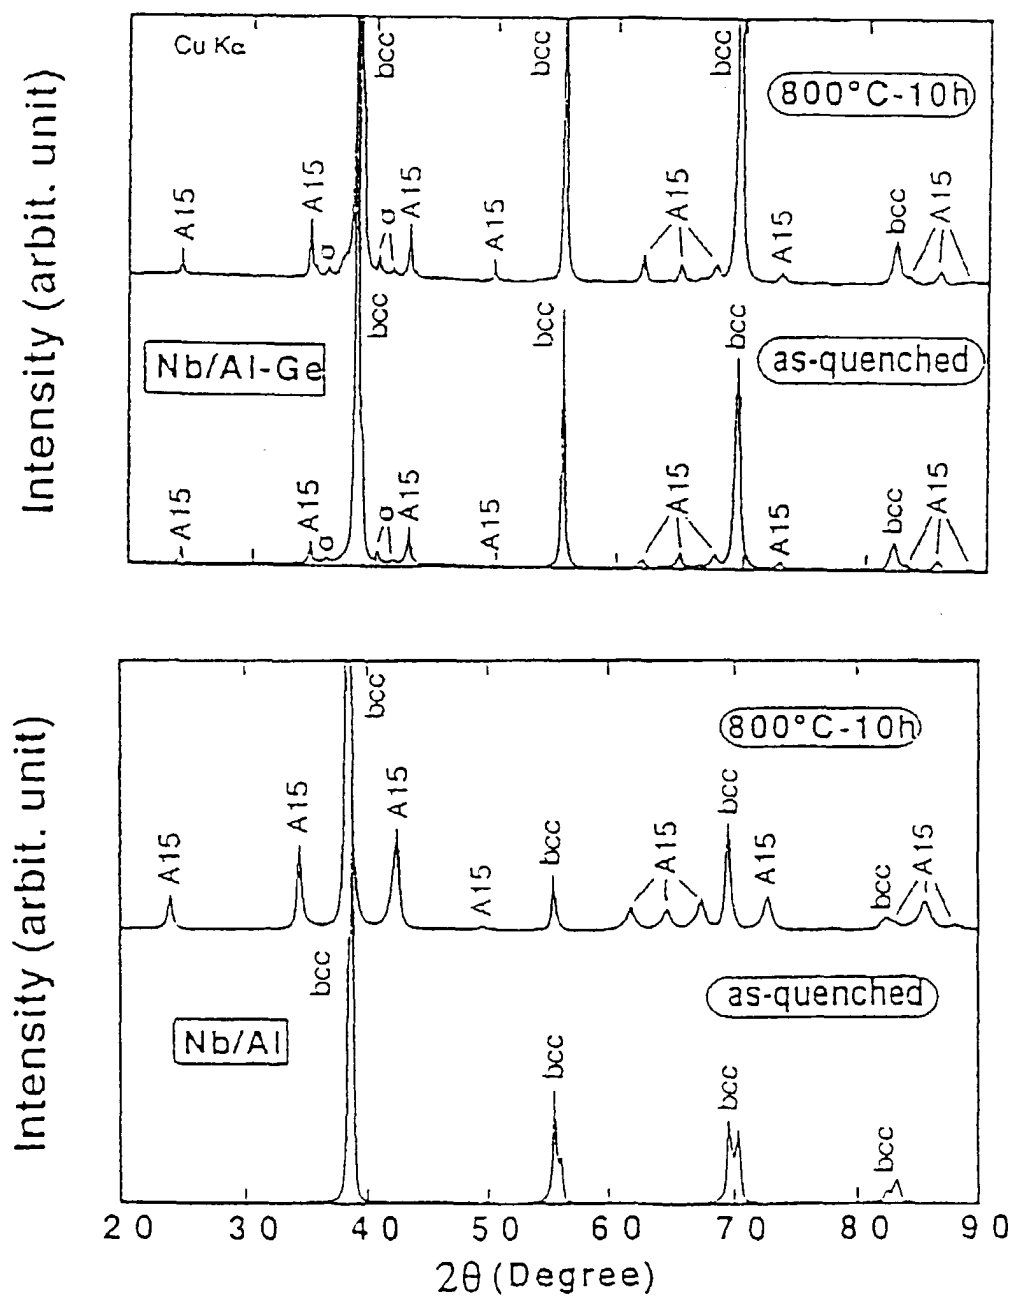 Intensity (arbit. unit)
Cu Kα
bcc
bcc
bcc
800°C-10h
A15
A15
σ
σ
A15
A15
A15
A15
bcc
A15
Nb/Al-Ge
bcc
bcc
bcc
as-quenched
A15
A15
σ
σ
A15
A15
A15
A15
bcc
A15
Intensity (arbit. unit)
bcc
800°C-10h
A15
A15
A15
A15
bcc
A15
bcc
A15
bcc
A15
bcc
as-quenched
Nb/Al
bcc
bcc
bcc
20 30 40 50 60 70 80 90
2θ (Degree)